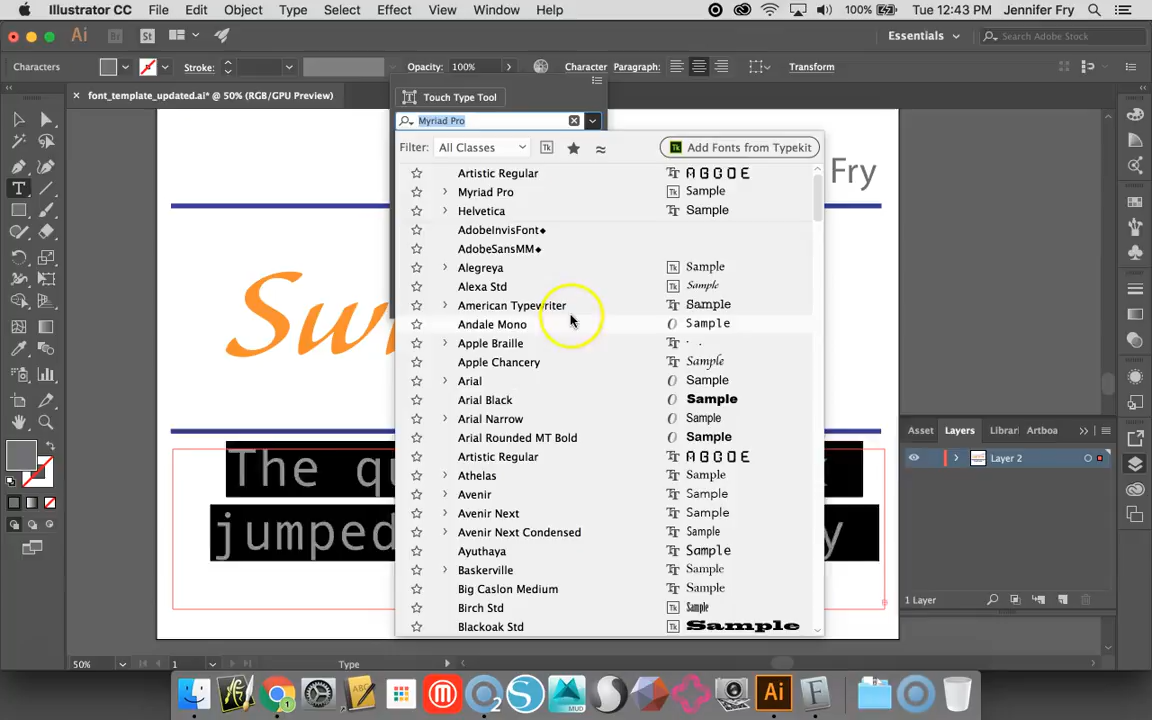 Illustrator CC File Edit Object Type Select Effect View Window Help 100% Tue 12:43 PM Jennifer Fry
Ai Br St Essentials Search Adobe Stock
Characters Stroke: Opacity: 100% Character Paragraph: Transform
× font_template_updated.ai* @ 50% (RGB/GPU Preview)
Touch Type Tool
Myriad Pro
Filter: All Classes Tk Add Fonts from Typekit
Fry
Artistic Regular ABCDE
Myriad Pro Sample
Helvetica Sample
AdobeInvisFont◆
AdobeSansMM◆
Alegreya Sample
Alexa Std Sample
American Typewriter Sample
Andale Mono Sample
Apple Braille
Apple Chancery Sample
Arial Sample
Arial Black Sample
Arial Narrow Sample
Arial Rounded MT Bold Sample
Artistic Regular ABCDE
Athelas Sample
Avenir Sample
Avenir Next Sample
Avenir Next Condensed Sample
Ayuthaya Sample
Baskerville Sample
Big Caslon Medium Sample
Birch Std Sample
Blackoak Std Sample
The
jumped
Asset Layers Librari Artboa
Layer 2
1 Layer
50% 1 Type